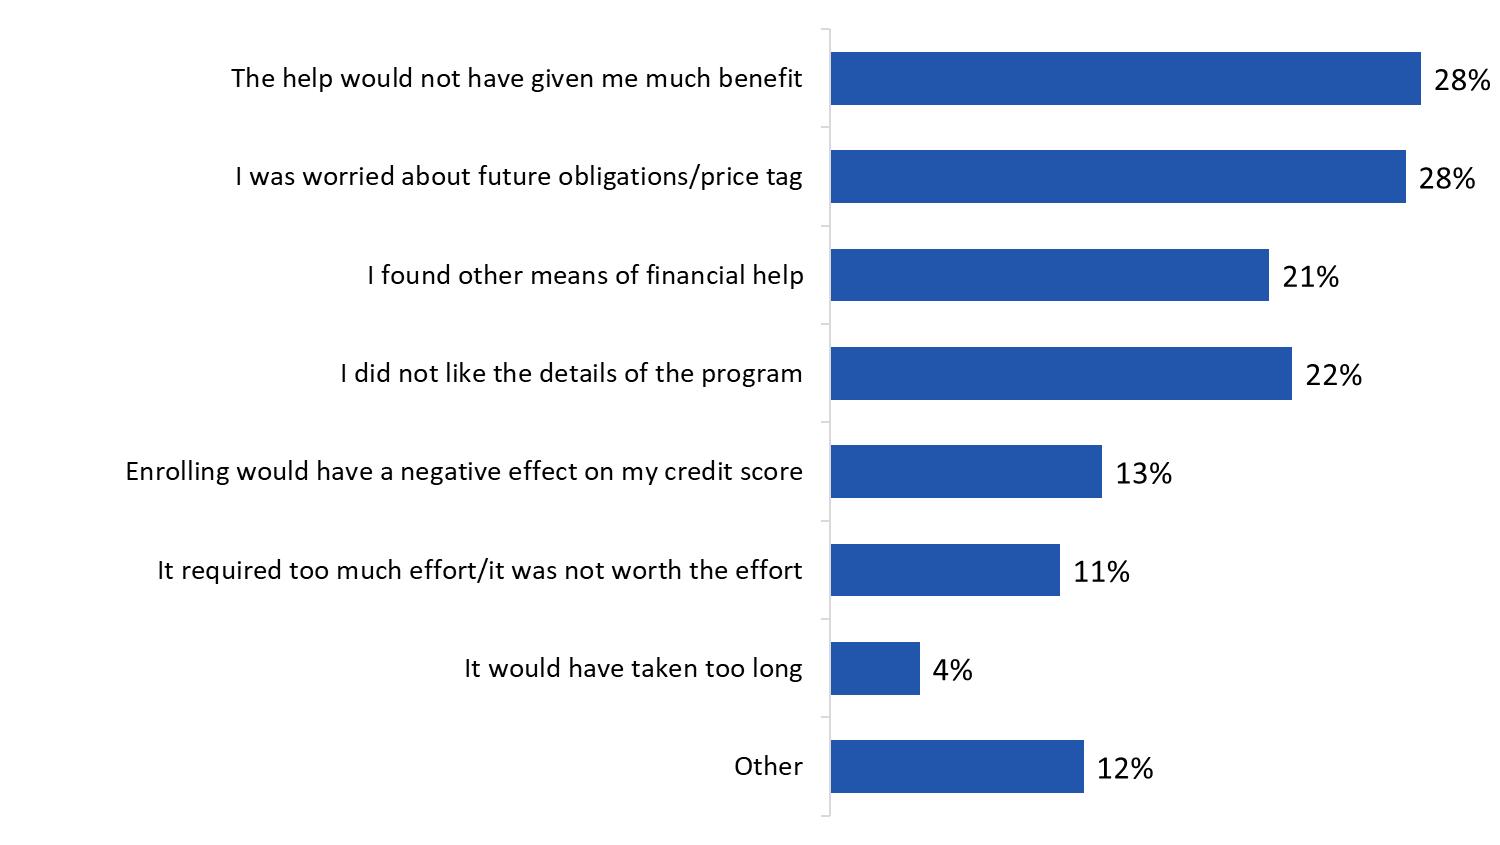 The help would not have given me much benefit 28%
I was worried about future obligations/price tag 28%
I found other means of financial help 21%
I did not like the details of the program 22%
Enrolling would have a negative effect on my credit score 13%
It required too much effort/it was not worth the effort 11%
It would have taken too long 4%
Other 12%